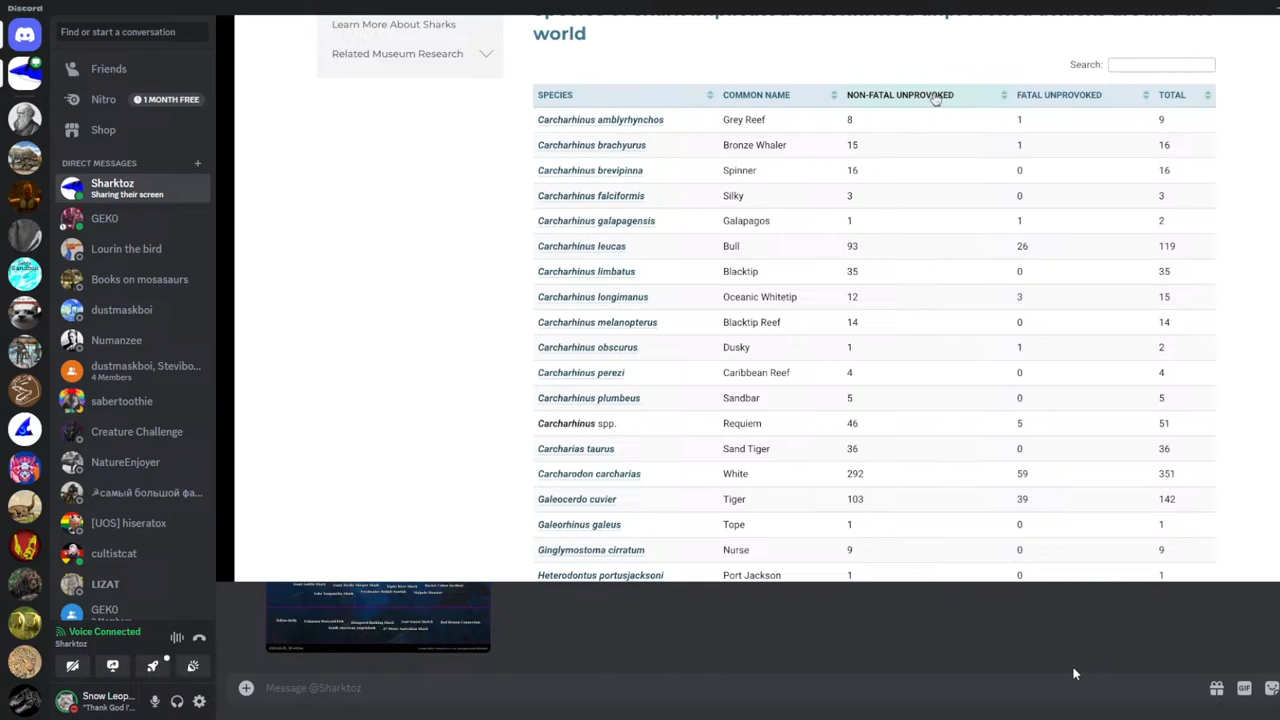 Discord
Find or start a conversation
Friends
Nitro 1 MONTH FREE
Shop
DIRECT MESSAGES
Sharktoz
Sharing their screen
GEKO
Lourin the bird
Books on mosasaurs
dustmaskboi
Numanzee
dustmaskboi, Stevibo...
4 Members
sabertoothie
Creature Challenge
NatureEnjoyer
☭самый большой фа...
[UOS] hiseratox
cultistcat
LIZAT
GEKO
Voice Connected
Sharktoz
Snow Leop...
"Thank God I'...
Learn More About Sharks
Related Museum Research
world
Search:
SPECIES COMMON NAME NON-FATAL UNPROVOKED FATAL UNPROVOKED TOTAL
Carcharhinus amblyrhynchos Grey Reef 8 1 9
Carcharhinus brachyurus Bronze Whaler 15 1 16
Carcharhinus brevipinna Spinner 16 0 16
Carcharhinus falciformis Silky 3 0 3
Carcharhinus galapagensis Galapagos 1 1 2
Carcharhinus leucas Bull 93 26 119
Carcharhinus limbatus Blacktip 35 0 35
Carcharhinus longimanus Oceanic Whitetip 12 3 15
Carcharhinus melanopterus Blacktip Reef 14 0 14
Carcharhinus obscurus Dusky 1 1 2
Carcharhinus perezi Caribbean Reef 4 0 4
Carcharhinus plumbeus Sandbar 5 0 5
Carcharhinus spp. Requiem 46 5 51
Carcharias taurus Sand Tiger 36 0 36
Carcharodon carcharias White 292 59 351
Galeocerdo cuvier Tiger 103 39 142
Galeorhinus galeus Tope 1 0 1
Ginglymostoma cirratum Nurse 9 0 9
Heterodontus portusjacksoni Port Jackson 0
Message @Sharktoz
GIF